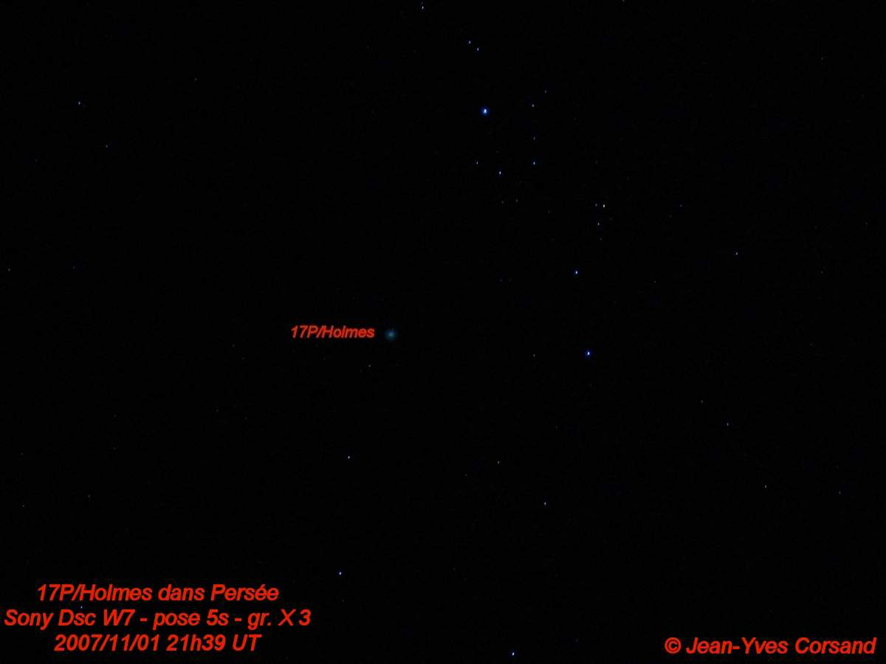 17P/Holmes
17P/Holmes dans Persée
Sony Dsc W7 - pose 5s - gr. X 3
2007/11/01 21h39 UT
© Jean-Yves Corsand